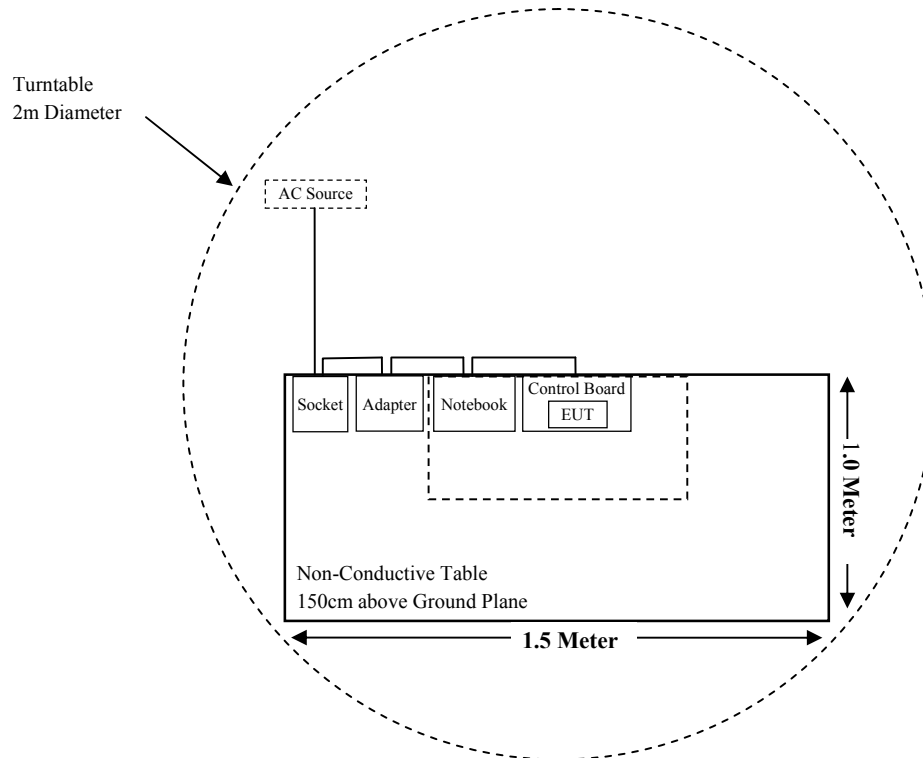 Turntable
2m Diameter
AC Source
Socket
Adapter
Notebook
Control Board
EUT
1.0 Meter
Non-Conductive Table
150cm above Ground Plane
1.5 Meter